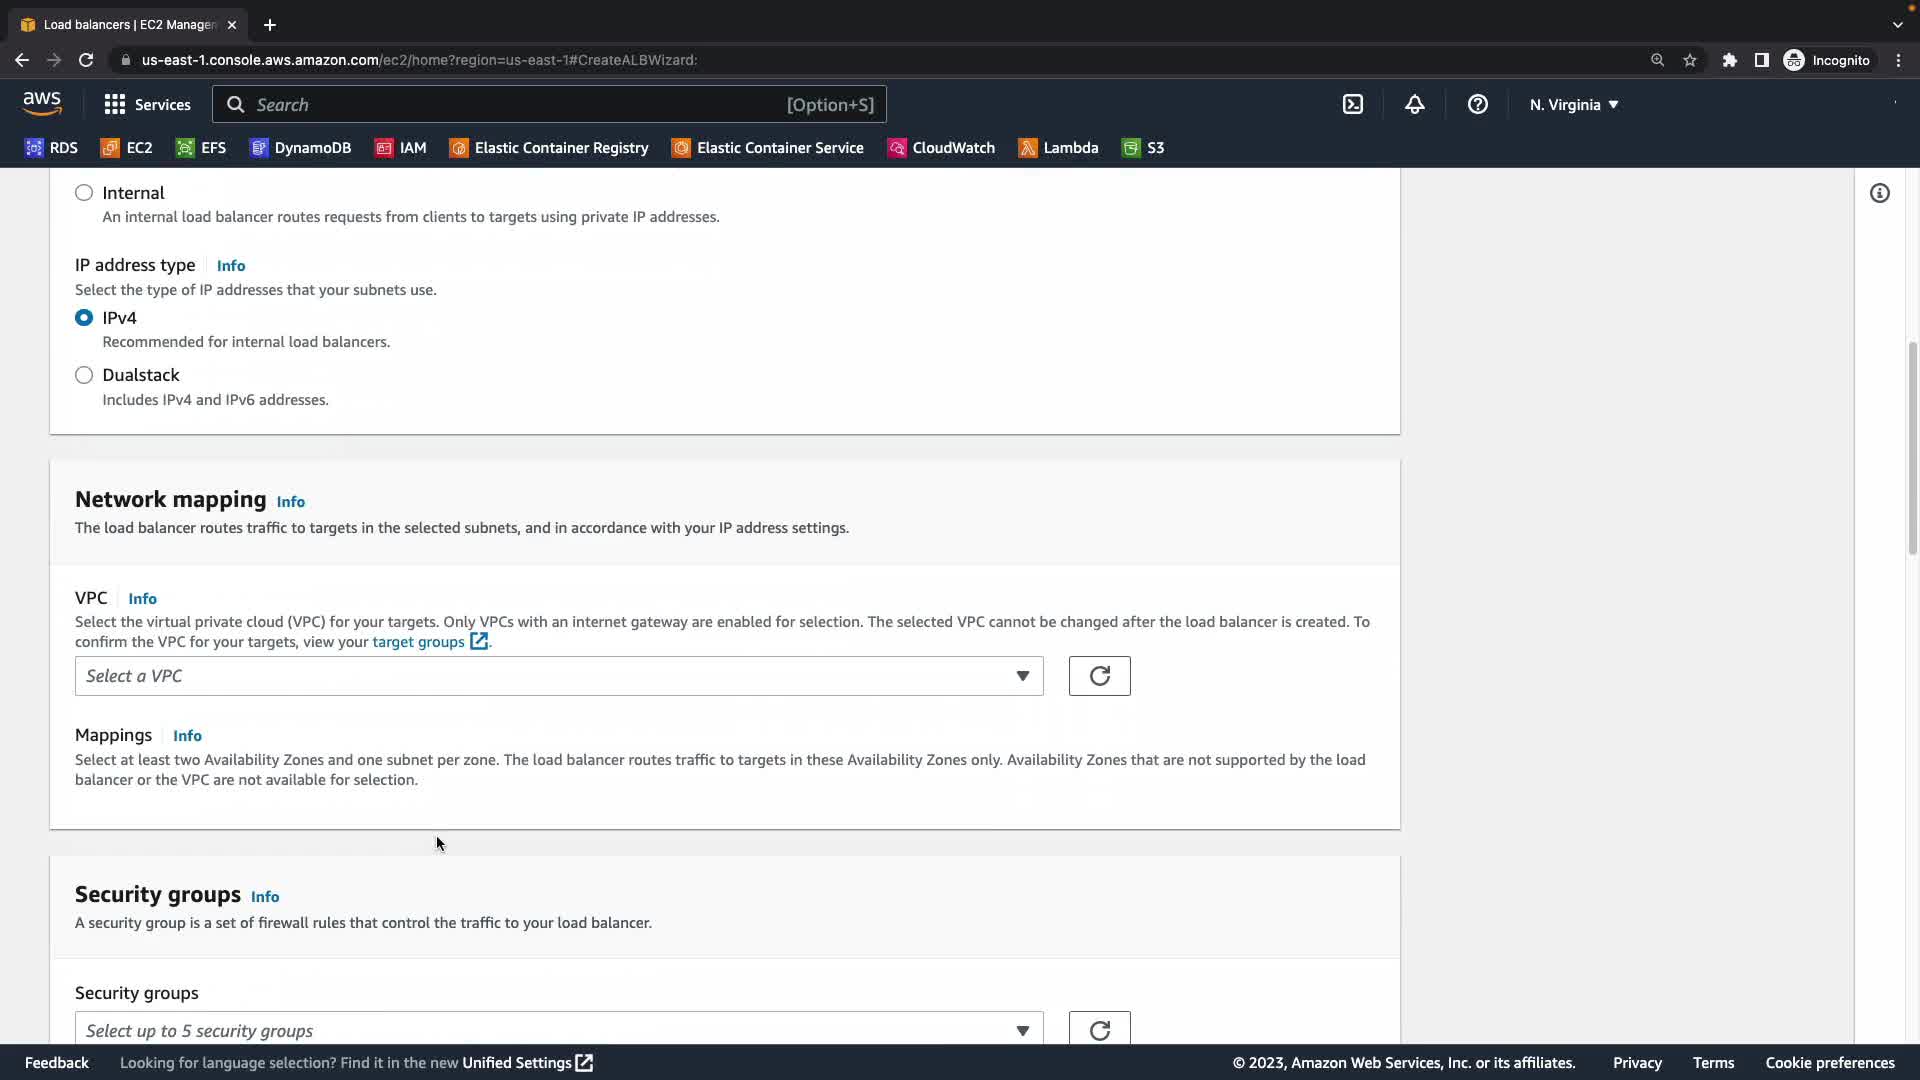 Load balancers | EC2 Manager
us-east-1.console.aws.amazon.com/ec2/home?region=us-east-1#CreateALBWizard:
Incognito
aws
Services
Search
[Option+S]
N. Virginia
RDS
EC2
EFS
DynamoDB
IAM
Elastic Container Registry
Elastic Container Service
CloudWatch
Lambda
S3
Internal
An internal load balancer routes requests from clients to targets using private IP addresses.
IP address type Info
Select the type of IP addresses that your subnets use.
IPv4
Recommended for internal load balancers.
Dualstack
Includes IPv4 and IPv6 addresses.
Network mapping Info
The load balancer routes traffic to targets in the selected subnets, and in accordance with your IP address settings.
VPC Info
Select the virtual private cloud (VPC) for your targets. Only VPCs with an internet gateway are enabled for selection. The selected VPC cannot be changed after the load balancer is created. To
confirm the VPC for your targets, view your target groups.
Select a VPC
Mappings Info
Select at least two Availability Zones and one subnet per zone. The load balancer routes traffic to targets in these Availability Zones only. Availability Zones that are not supported by the load
balancer or the VPC are not available for selection.
Security groups Info
A security group is a set of firewall rules that control the traffic to your load balancer.
Security groups
Select up to 5 security groups
Feedback
Looking for language selection? Find it in the new Unified Settings
© 2023, Amazon Web Services, Inc. or its affiliates.
Privacy
Terms
Cookie preferences